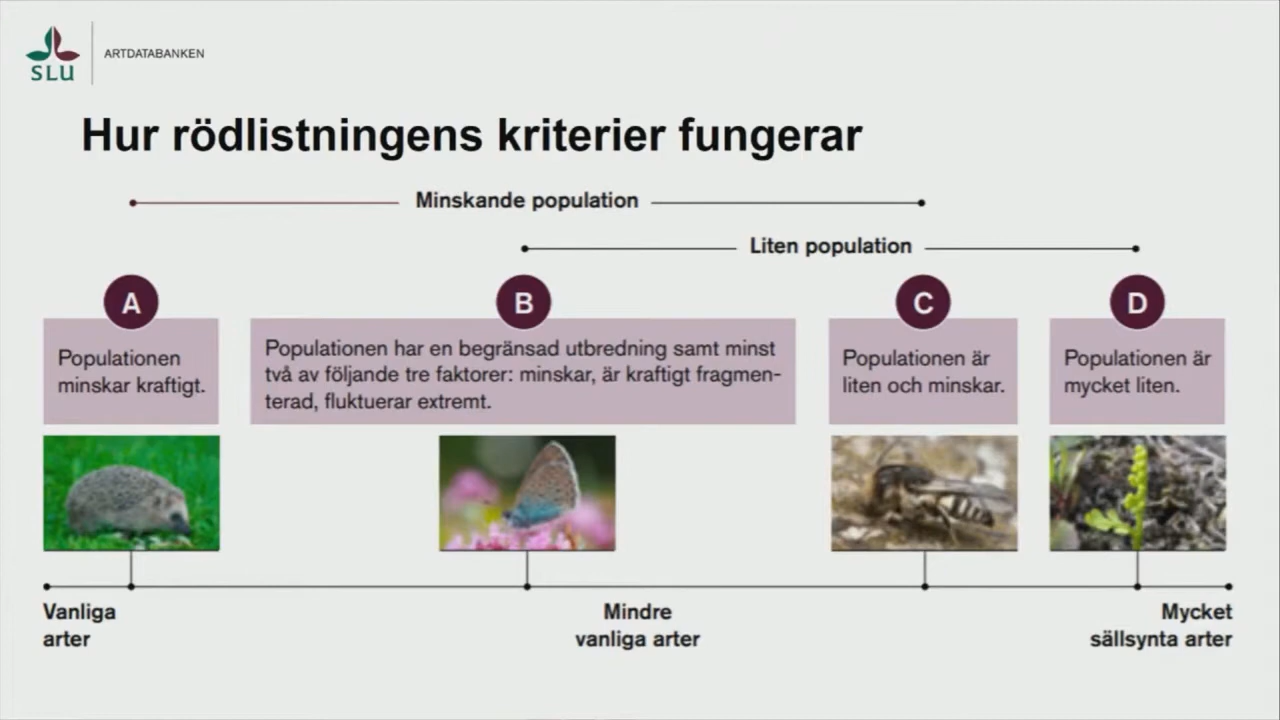 SLU
ARTDATABANKEN
Hur rödlistningens kriterier fungerar
Minskande population
Liten population
A
Populationen
minskar kraftigt.
B
Populationen har en begränsad utbredning samt minst
två av följande tre faktorer: minskar, är kraftigt fragmen-
terad, fluktuerar extremt.
C
Populationen är
liten och minskar.
D
Populationen är
mycket liten.
Vanliga
arter
Mindre
vanliga arter
Mycket
sällsynta arter